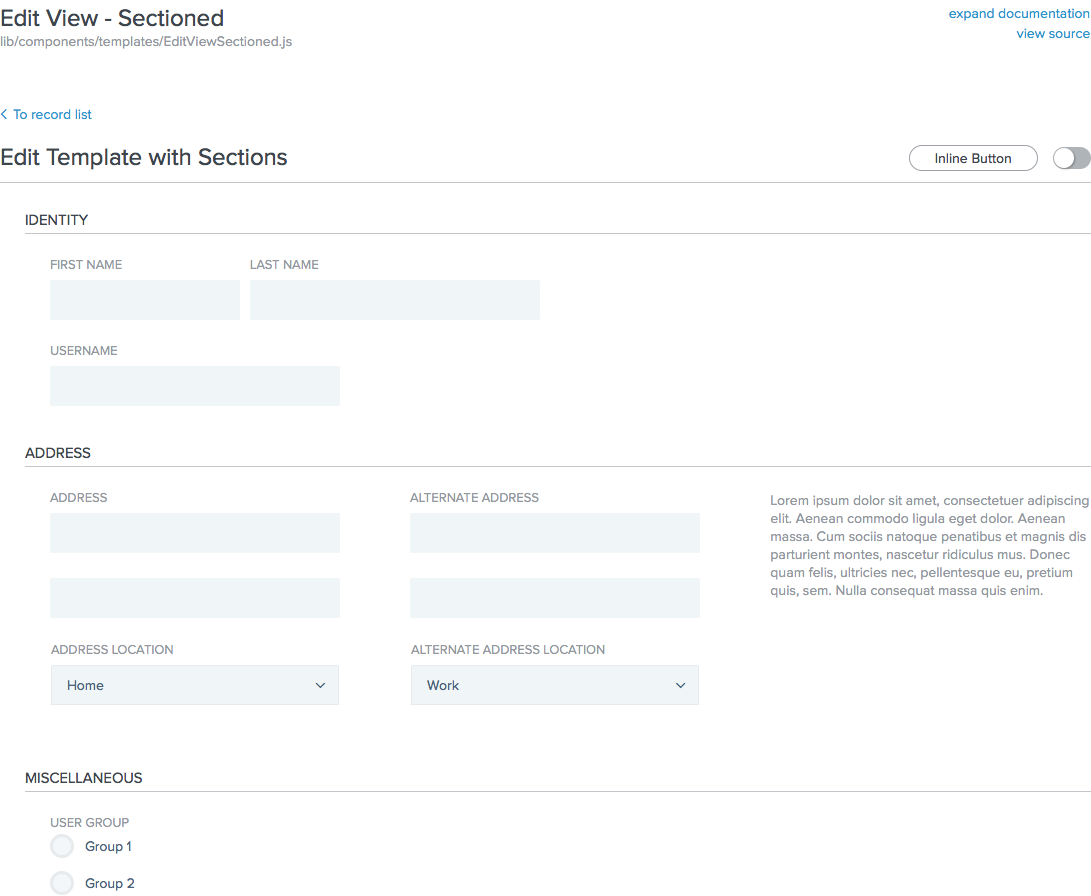 Edit View - Sectioned
expand documentation
lib/components/templates/EditViewSectioned.js
view source
To record list
Edit Template with Sections
Inline Button
IDENTITY
FIRST NAME LAST NAME
USERNAME
ADDRESS
ADDRESS ALTERNATE ADDRESS
Lorem ipsum dolor sit amet, consectetuer adipiscing
elit. Aenean commodo ligula eget dolor. Aenean
massa. Cum sociis natoque penatibus et magnis dis
parturient montes, nascetur ridiculus mus. Donec
quam felis, ultricies nec, pellentesque eu, pretium
quis, sem. Nulla consequat massa quis enim.
ADDRESS LOCATION ALTERNATE ADDRESS LOCATION
Home Work
MISCELLANEOUS
USER GROUP
Group 1
Group 2